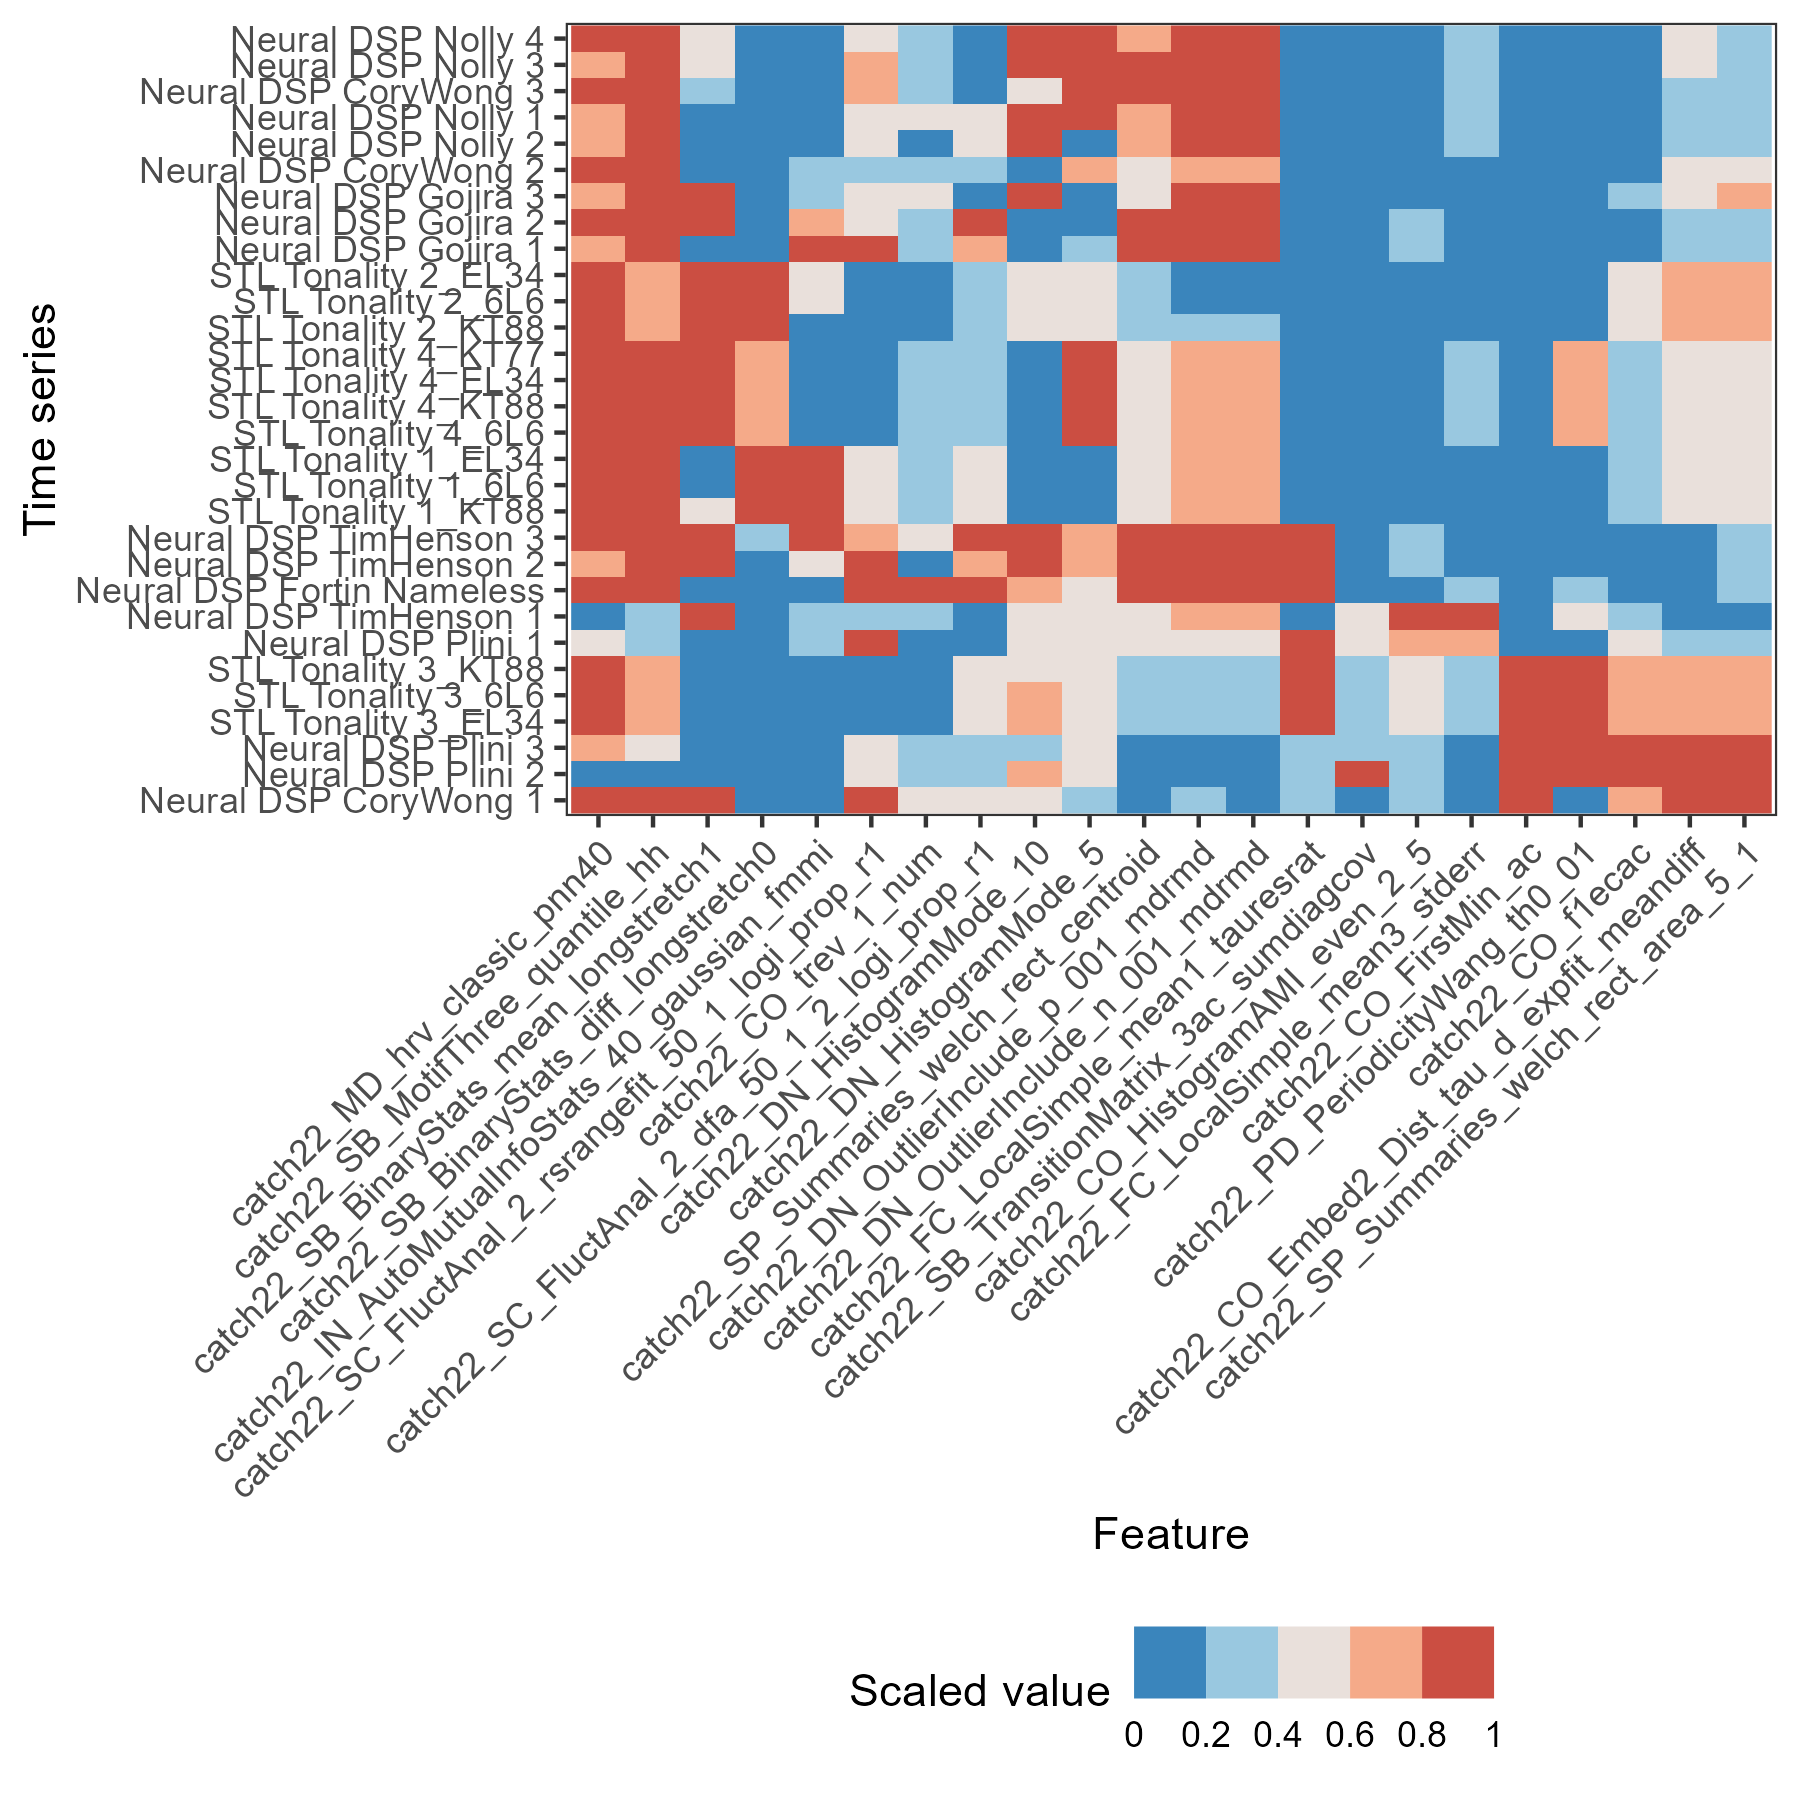 Time series
Neural DSP Nolly 4
Neural DSP Nolly 3
Neural DSP CoryWong 3
Neural DSP Nolly 1
Neural DSP Nolly 2
Neural DSP CoryWong 2
Neural DSP Gojira 3
Neural DSP Gojira 2
Neural DSP Gojira 1
STL Tonality 2_EL34
STL Tonality 2_6L6
STL Tonality 2_KT88
STL Tonality 4_KT77
STL Tonality 4_EL34
STL Tonality 4_KT88
STL Tonality 4_6L6
STL Tonality 1_EL34
STL Tonality 1_6L6
STL Tonality 1_KT88
Neural DSP TimHenson 3
Neural DSP TimHenson 2
Neural DSP Fortin Nameless
Neural DSP TimHenson 1
Neural DSP Plini 1
STL Tonality 3_KT88
STL Tonality 3_6L6
STL Tonality 3_EL34
Neural DSP Plini 3
Neural DSP Plini 2
Neural DSP CoryWong 1
catch22_MD_hrv_classic_pnn40
catch22_SB_MotifThree_quantile_hh
catch22_SB_BinaryStats_mean_longstretch1
catch22_SB_BinaryStats_diff_longstretch0
catch22_IN_AutoMutualInfoStats_40_gaussian_fmmi
catch22_SC_FluctAnal_2_rsrangefit_50_1_logi_prop_r1
catch22_CO_trev_1_num
catch22_SC_FluctAnal_2_dfa_50_1_2_logi_prop_r1
catch22_DN_HistogramMode_10
catch22_DN_HistogramMode_5
catch22_SP_Summaries_welch_rect_centroid
catch22_DN_OutlierInclude_p_001_mdrmd
catch22_DN_OutlierInclude_n_001_mdrmd
catch22_FC_LocalSimple_mean1_tauresrat
catch22_SB_TransitionMatrix_3ac_sumdiagcov
catch22_CO_HistogramAMI_even_2_5
catch22_FC_LocalSimple_mean3_stderr
catch22_CO_FirstMin_ac
catch22_PD_PeriodicityWang_th0_01
catch22_CO_f1ecac
catch22_CO_Embed2_Dist_tau_d_expfit_meandiff
catch22_SP_Summaries_welch_rect_area_5_1
Feature
Scaled value
0 0.2 0.4 0.6 0.8 1